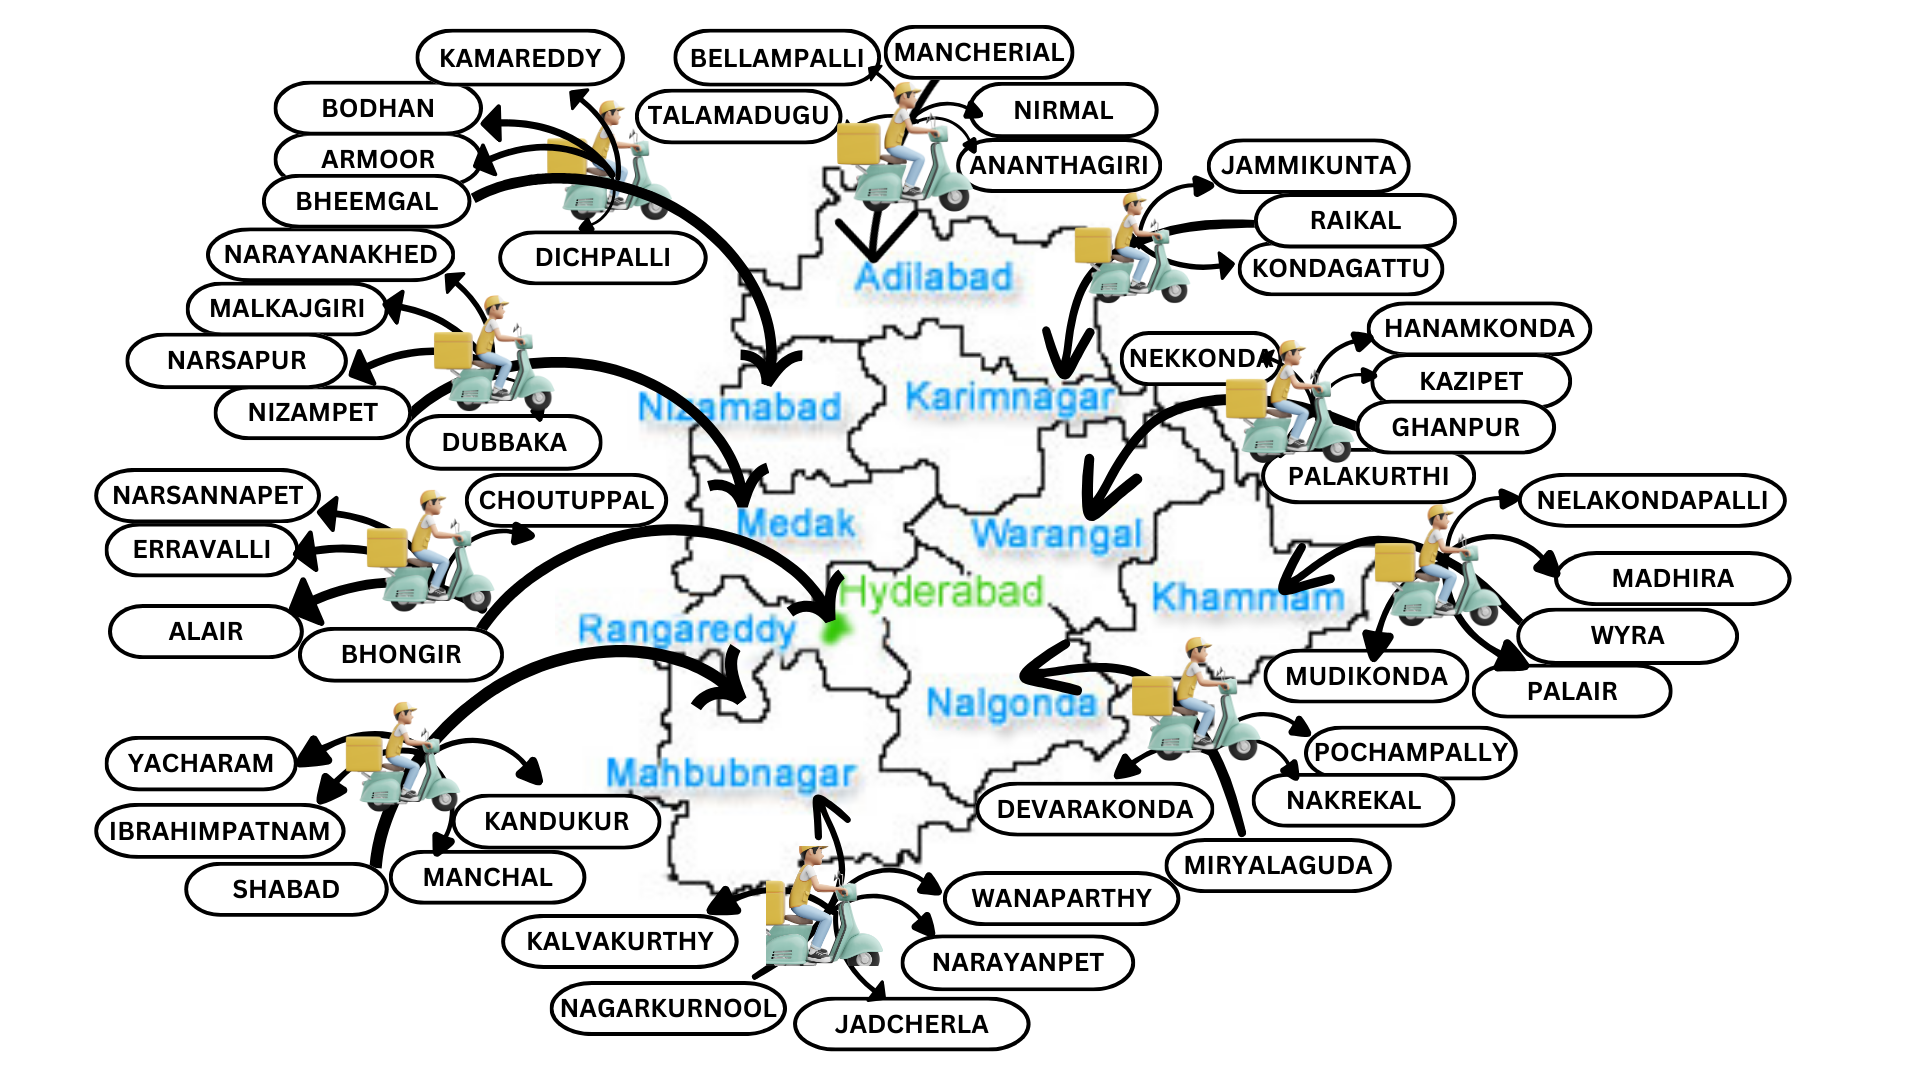 KAMAREDDY
BODHAN
ARMOOR
BHEEMGAL
DICHPALLI
BELLAMPALLI
MANCHERIAL
TALAMADUGU
NIRMAL
ANANTHAGIRI
JAMMIKUNTA
RAIKAL
KONDAGATTU
NARAYANAKHED
MALKAJGIRI
NARSAPUR
NIZAMPET
DUBBAKA
Adilabad
Nizamabad
Karimnagar
NEKKONDA
HANAMKONDA
KAZIPET
GHANPUR
PALAKURTHI
NARSANNAPET
CHOUTUPPAL
ERRAVALLI
ALAIR
BHONGIR
Medak
Warangal
Hyderabad
Khammam
Rangareddy
NELAKONDAPALLI
MADHIRA
WYRA
MUDIKONDA
PALAIR
Nalgonda
Mahbubnagar
YACHARAM
IBRAHIMPATNAM
SHABAD
KANDUKUR
MANCHAL
POCHAMPALLY
DEVARAKONDA
NAKREKAL
MIRYALAGUDA
KALVAKURTHY
WANAPARTHY
NARAYANPET
NAGARKURNOOL
JADCHERLA